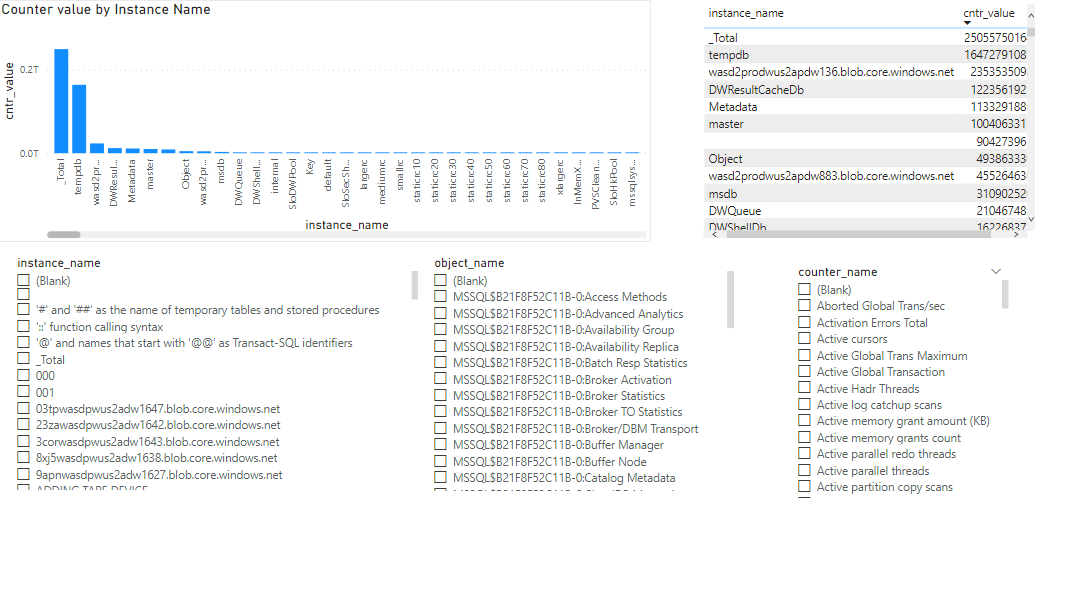 Counter value by Instance Name
cntr_value
0.2T
0.0T
_Total
tempdb
wasd2pr...
DWResul...
Metadata
master
Object
wasd2pr...
msdb
DWQueue
DWShell...
internal
SloDWPool
Key
default
SloSecSh...
largerc
mediumrc
smallrc
staticrc10
staticrc20
staticrc30
staticrc40
staticrc50
staticrc60
staticrc70
staticrc80
xlargerc
InMemX...
PVSClean...
SloHkPool
mssqlsys...
instance_name
instance_name cntr_value
_Total 2505575016
tempdb 1647279108
wasd2prodwus2apdw136.blob.core.windows.net 235353509
DWResultCacheDb 122356192
Metadata 113329188
master 100406331
90427396
Object 49386333
wasd2prodwus2apdw883.blob.core.windows.net 45526463
msdb 31090252
DWQueue 21046748
DWShellDb 16226837
instance_name
(Blank)
'#' and '##' as the name of temporary tables and stored procedures
'::' function calling syntax
'@' and names that start with '@@' as Transact-SQL identifiers
_Total
000
001
03tpwasdpwus2adw1647.blob.core.windows.net
23zawasdpwus2adw1642.blob.core.windows.net
3corwasdpwus2adw1643.blob.core.windows.net
8xj5wasdpwus2adw1638.blob.core.windows.net
9apnwasdpwus2adw1627.blob.core.windows.net
ADDING TAPE DEVICE
object_name
(Blank)
MSSQL$B21F8F52C11B-0:Access Methods
MSSQL$B21F8F52C11B-0:Advanced Analytics
MSSQL$B21F8F52C11B-0:Availability Group
MSSQL$B21F8F52C11B-0:Availability Replica
MSSQL$B21F8F52C11B-0:Batch Resp Statistics
MSSQL$B21F8F52C11B-0:Broker Activation
MSSQL$B21F8F52C11B-0:Broker Statistics
MSSQL$B21F8F52C11B-0:Broker TO Statistics
MSSQL$B21F8F52C11B-0:Broker/DBM Transport
MSSQL$B21F8F52C11B-0:Buffer Manager
MSSQL$B21F8F52C11B-0:Buffer Node
MSSQL$B21F8F52C11B-0:Catalog Metadata
counter_name
(Blank)
Aborted Global Trans/sec
Activation Errors Total
Active cursors
Active Global Trans Maximum
Active Global Transaction
Active Hadr Threads
Active log catchup scans
Active memory grant amount (KB)
Active memory grants count
Active parallel redo threads
Active parallel threads
Active partition copy scans